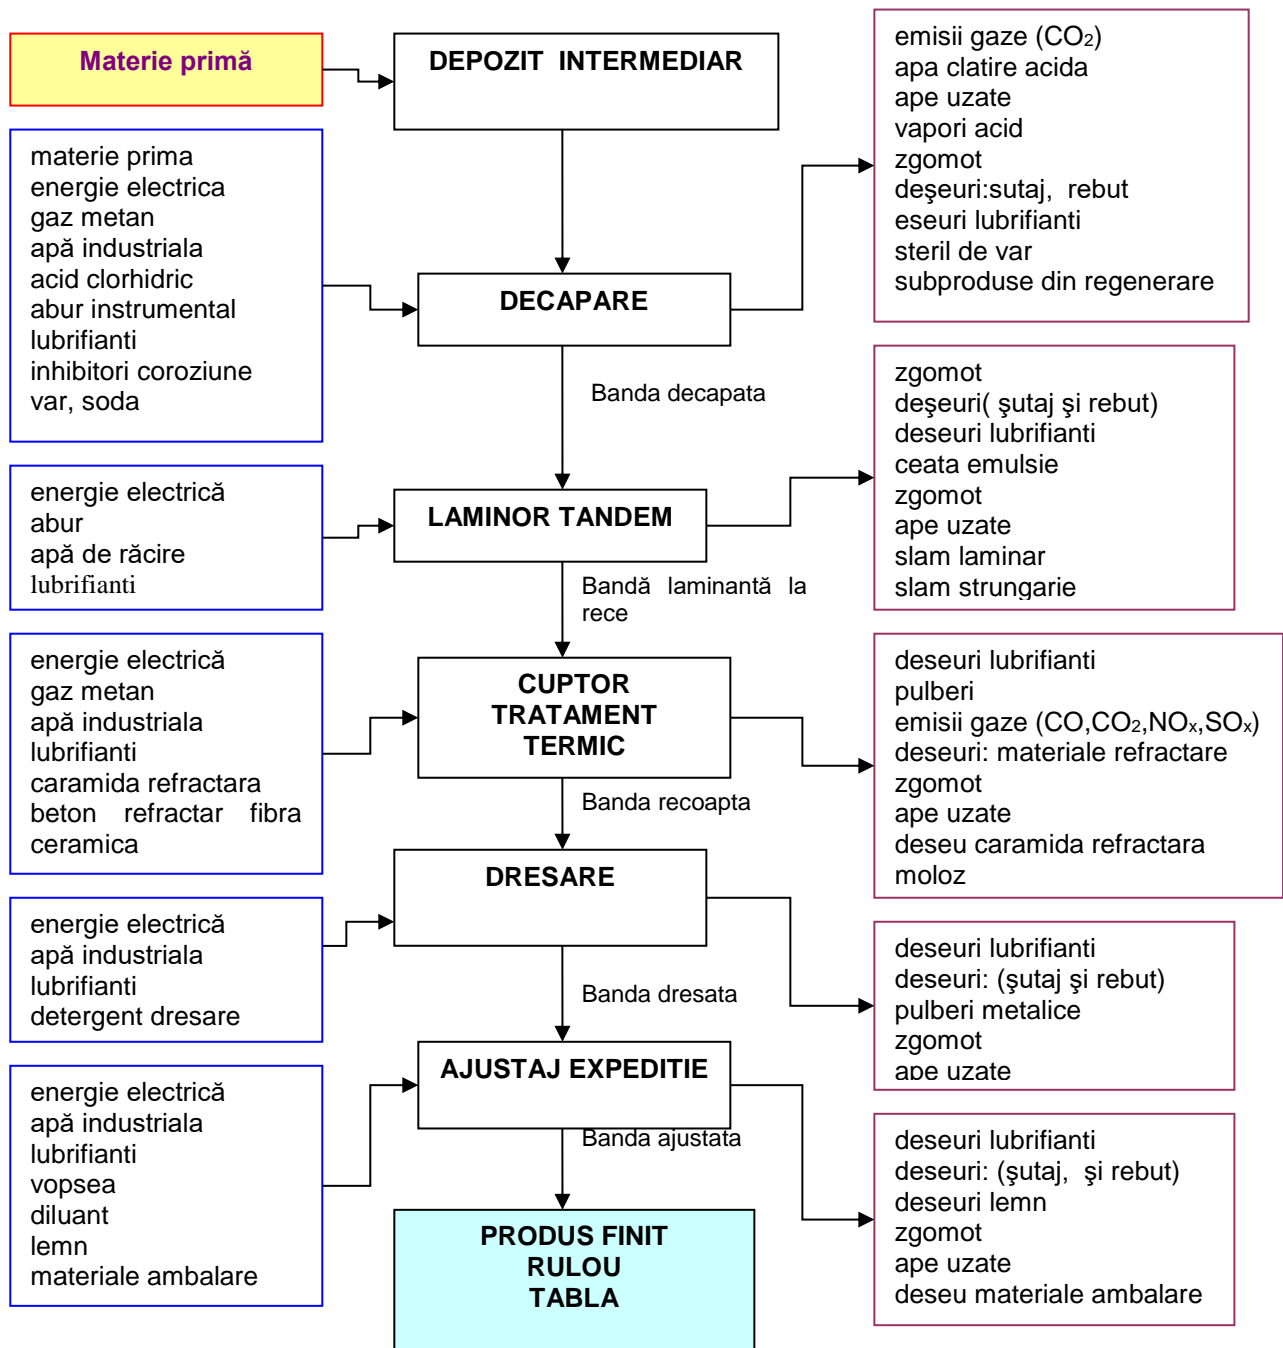 Materie primă
DEPOZIT INTERMEDIAR
emisii gaze (CO₂)
apa clatire acida
ape uzate
vapori acid
zgomot
deşeuri:sutaj, rebut
eseuri lubrifianti
steril de var
subproduse din regenerare
materie prima
energie electrica
gaz metan
apă industriala
acid clorhidric
abur instrumental
lubrifianti
inhibitori coroziune
var, soda
DECAPARE
Banda decapata
zgomot
deşeuri( şutaj şi rebut)
deseuri lubrifianti
ceata emulsie
zgomot
ape uzate
slam laminar
slam strungarie
energie electrică
abur
apă de răcire
lubrifianti
LAMINOR TANDEM
Bandă laminantă la
rece
energie electrică
gaz metan
apă industriala
lubrifianti
caramida refractara
beton refractar fibra
ceramica
CUPTOR
TRATAMENT
TERMIC
Banda recoapta
deseuri lubrifianti
pulberi
emisii gaze (CO,CO₂,NOₓ,SOₓ)
deseuri: materiale refractare
zgomot
ape uzate
deseu caramida refractara
moloz
DRESARE
energie electrică
apă industriala
lubrifianti
detergent dresare
Banda dresata
deseuri lubrifianti
deseuri: (şutaj şi rebut)
pulberi metalice
zgomot
ape uzate
AJUSTAJ EXPEDITIE
energie electrică
apă industriala
lubrifianti
vopsea
diluant
lemn
materiale ambalare
Banda ajustata
deseuri lubrifianti
deseuri: (şutaj, şi rebut)
deseuri lemn
zgomot
ape uzate
deseu materiale ambalare
PRODUS FINIT
RULOU
TABLA